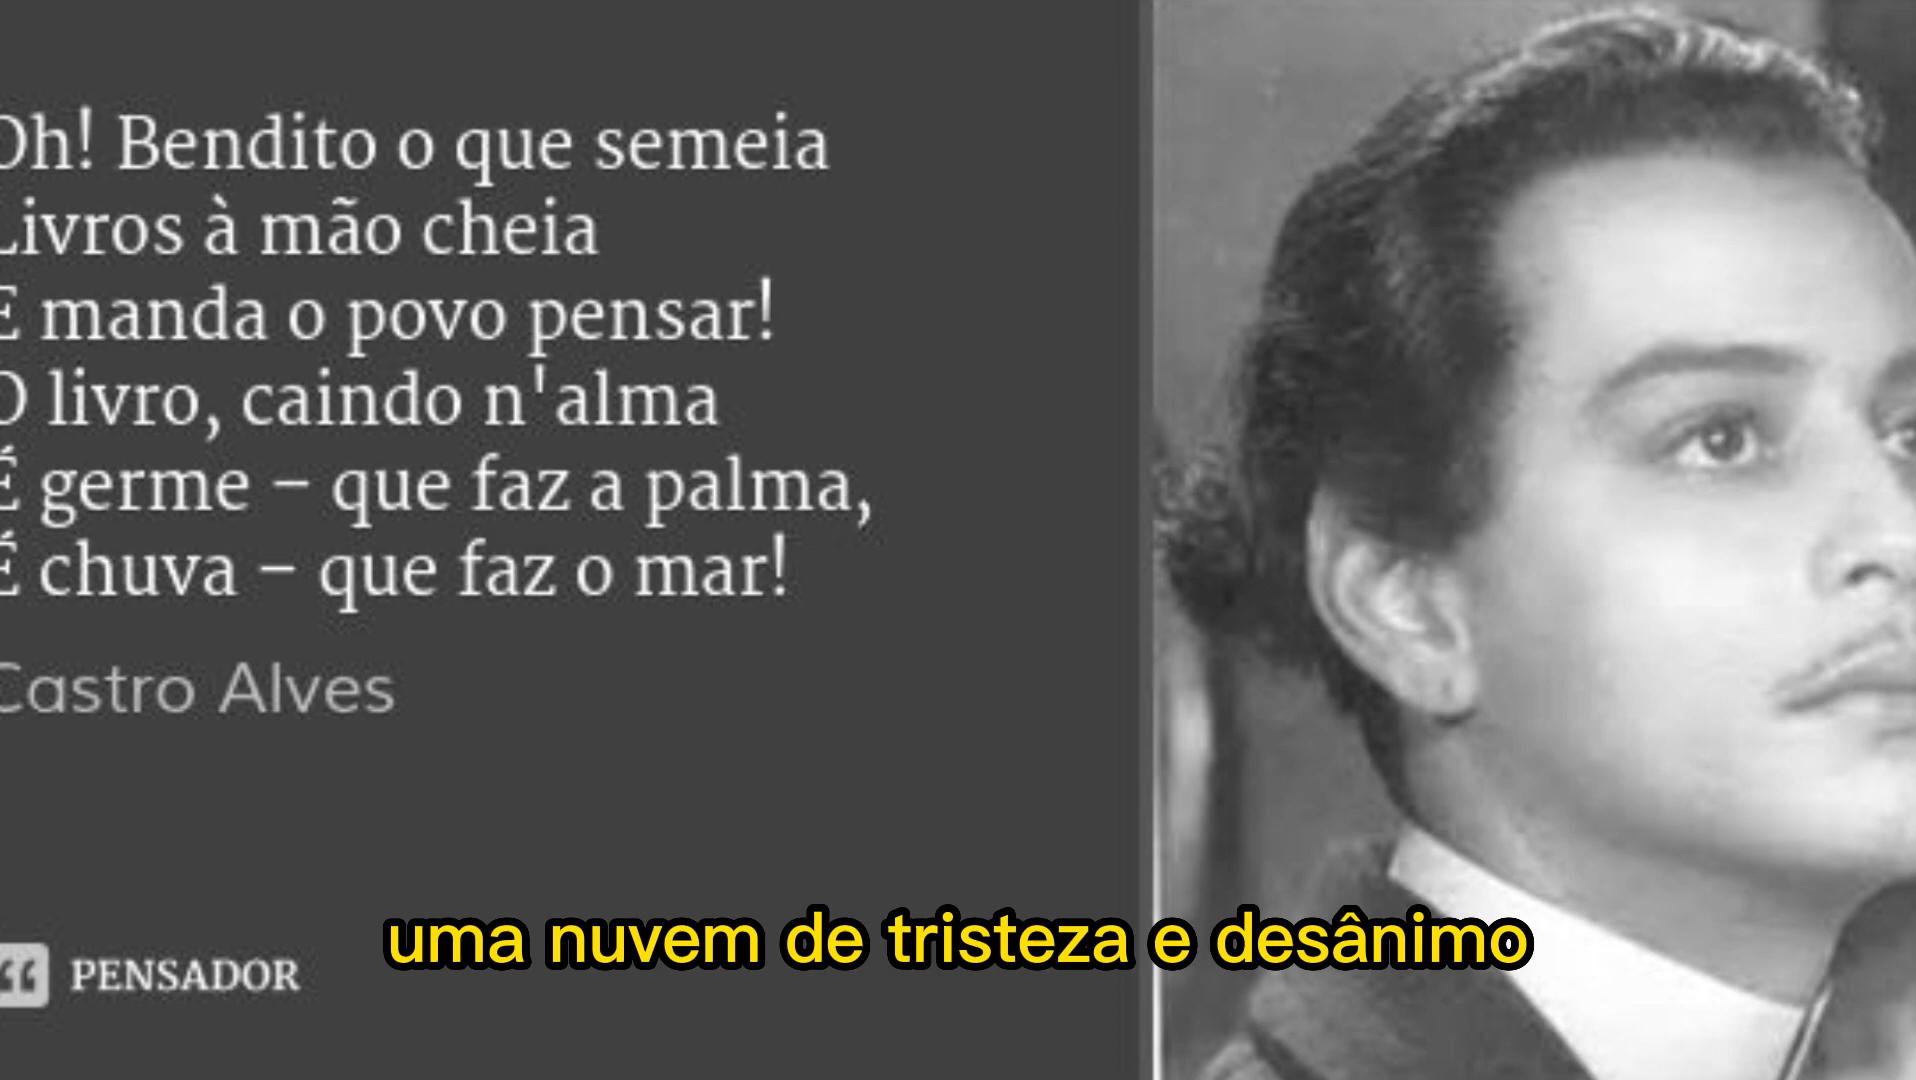 Oh! Bendito o que semeia
Livros à mão cheia
E manda o povo pensar!
O livro, caindo n'alma
É germe – que faz a palma,
É chuva – que faz o mar!
Castro Alves
PENSADOR
uma nuvem de tristeza e desânimo